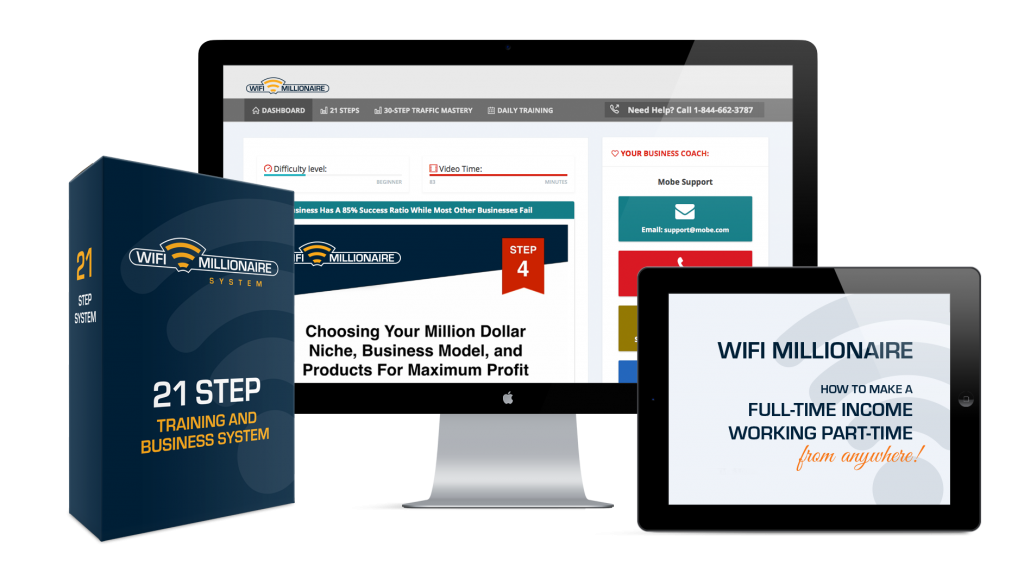 WIFI MILLIONAIRE
DASHBOARD
21 STEPS
30-STEP TRAFFIC MASTERY
DAILY TRAINING
Need Help? Call 1-844-662-3787
Difficulty level:
BEGINNER
Video Time:
83
MINUTES
YOUR BUSINESS COACH:
Mobe Support
Email: support@mobe.com
Has A 85% Success Ratio While Most Other Businesses Fail
MILLIONAIRE
STEP
4
Choosing Your Million Dollar
Niche, Business Model, and
Products For Maximum Profit
21
STEP
SYSTEM
WIFI MILLIONAIRE
SYSTEM
21 STEP
TRAINING AND
BUSINESS SYSTEM
WIFI MILLIONAIRE
HOW TO MAKE A
FULL-TIME INCOME
WORKING PART-TIME
from anywhere!